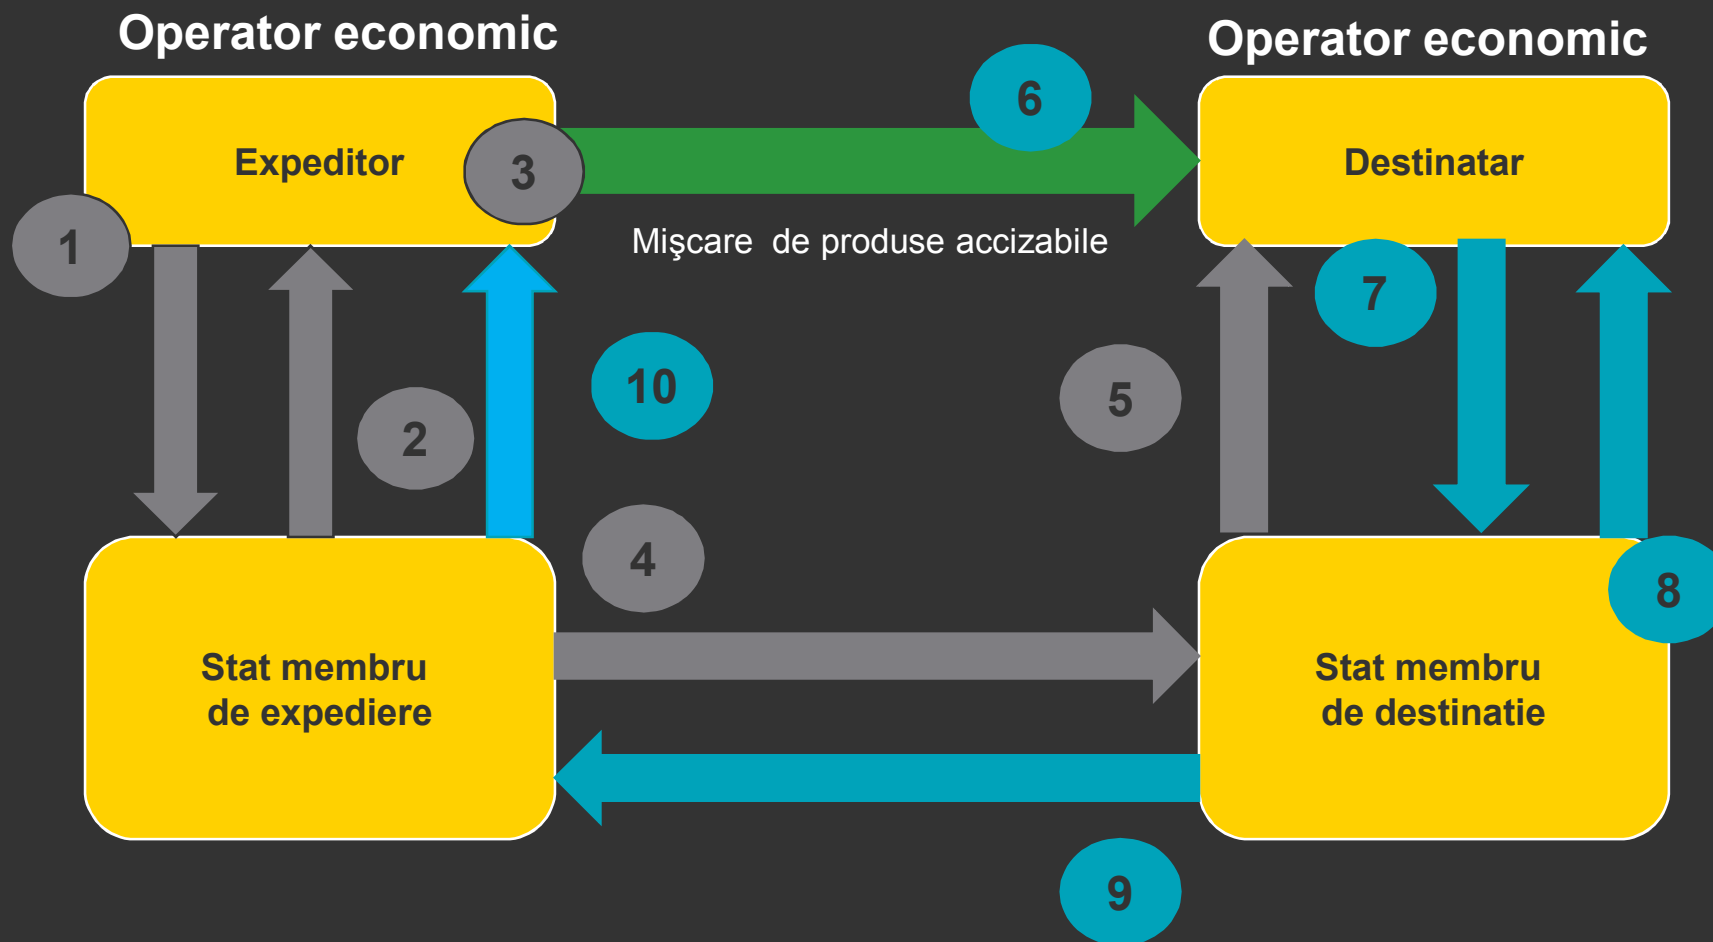 Operator economic
Operator economic
6
Expeditor
3
Destinatar
1
Mişcare de produse accizabile
7
10
5
2
4
8
Stat membru
de expediere
Stat membru
de destinatie
9